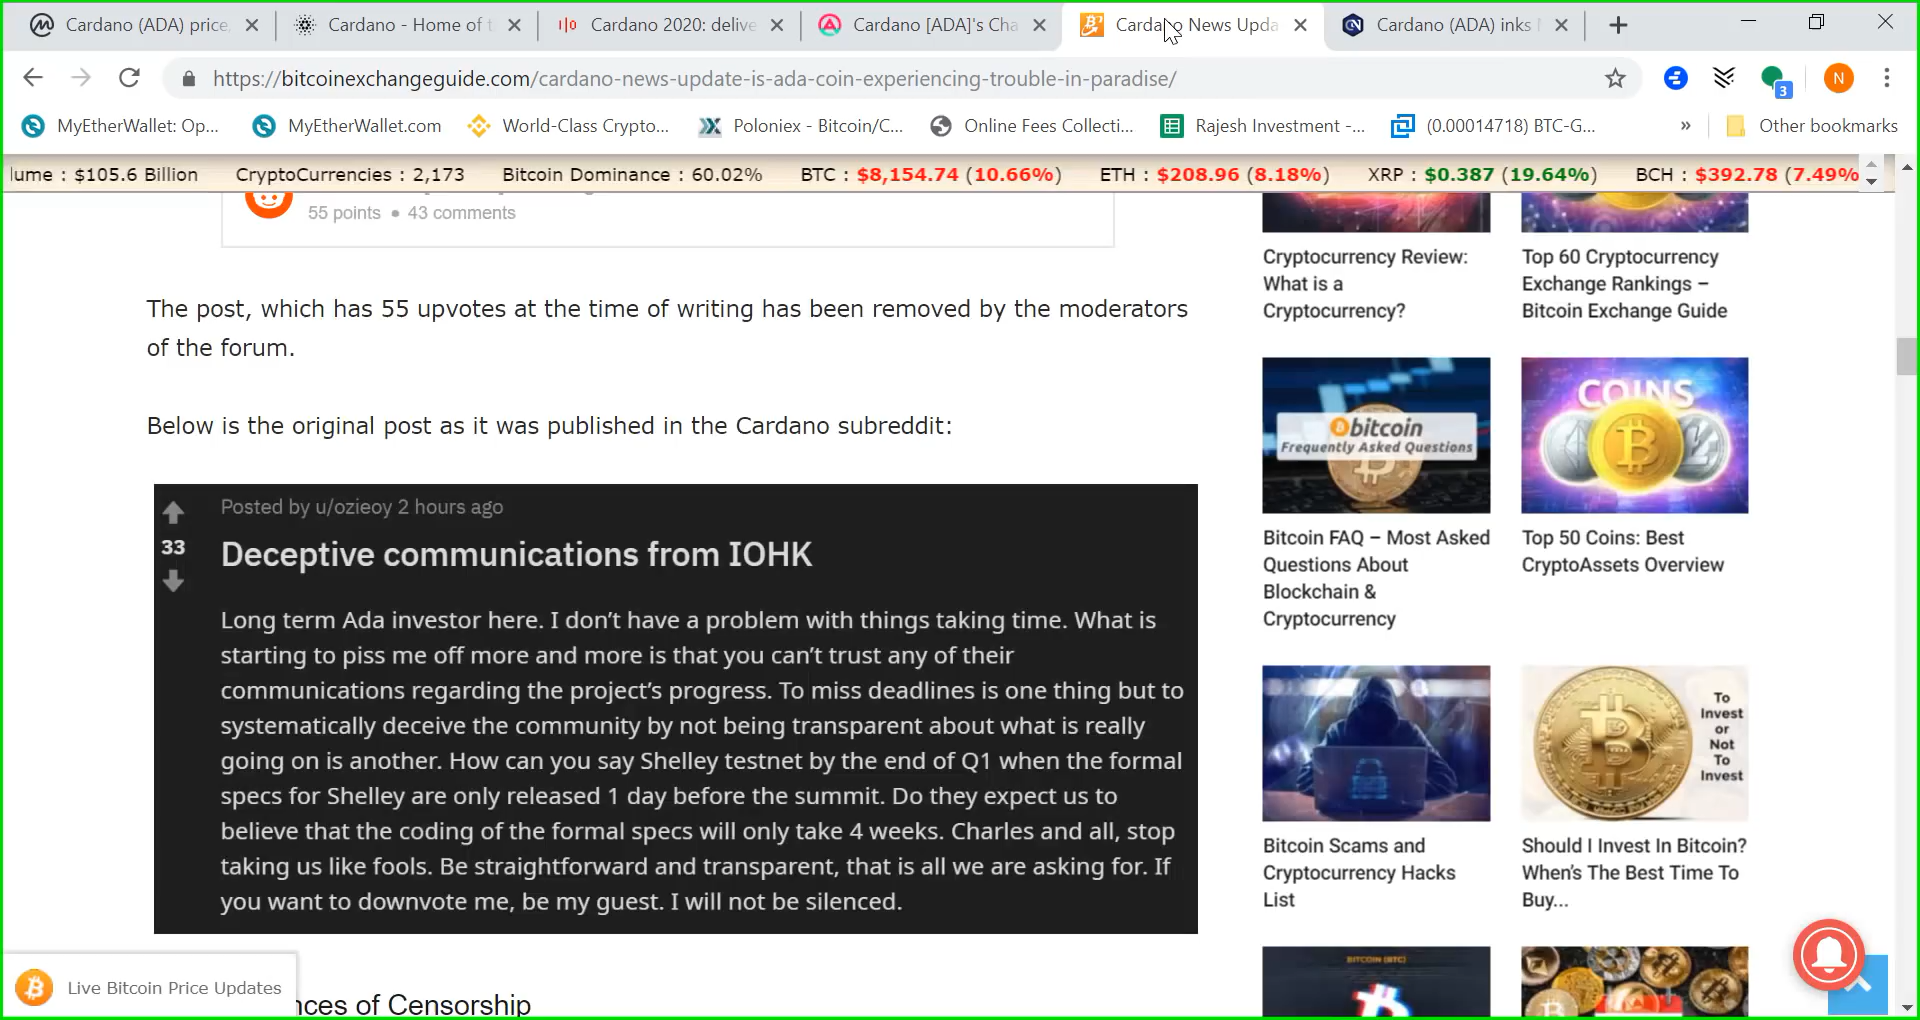 Cardano (ADA) price
Cardano - Home of t
Cardano 2020: delive
Cardano [ADA]'s Cha
Cardano News Upda
Cardano (ADA) inks
https://bitcoinexchangeguide.com/cardano-news-update-is-ada-coin-experiencing-trouble-in-paradise/
3
N
MyEtherWallet: Op...
MyEtherWallet.com
World-Class Crypto...
Poloniex - Bitcoin/C...
Online Fees Collecti...
Rajesh Investment -...
(0.00014718) BTC-G...
»
Other bookmarks
lume : $105.6 Billion CryptoCurrencies : 2,173 Bitcoin Dominance : 60.02% BTC : $8,154.74 (10.66%) ETH : $208.96 (8.18%) XRP : $0.387 (19.64%) BCH : $392.78 (7.49%
55 points • 43 comments
The post, which has 55 upvotes at the time of writing has been removed by the moderators
of the forum.
Below is the original post as it was published in the Cardano subreddit:
Posted by u/ozieoy 2 hours ago
33
Deceptive communications from IOHK
Long term Ada investor here. I don't have a problem with things taking time. What is
starting to piss me off more and more is that you can't trust any of their
communications regarding the project's progress. To miss deadlines is one thing but to
systematically deceive the community by not being transparent about what is really
going on is another. How can you say Shelley testnet by the end of Q1 when the formal
specs for Shelley are only released 1 day before the summit. Do they expect us to
believe that the coding of the formal specs will only take 4 weeks. Charles and all, stop
taking us like fools. Be straightforward and transparent, that is all we are asking for. If
you want to downvote me, be my guest. I will not be silenced.
Live Bitcoin Price Updates
nces of Censorship
Cryptocurrency Review:
What is a
Cryptocurrency?
Top 60 Cryptocurrency
Exchange Rankings –
Bitcoin Exchange Guide
bitcoin
Frequently Asked Questions
Bitcoin FAQ – Most Asked
Questions About
Blockchain &
Cryptocurrency
COINS
Top 50 Coins: Best
CryptoAssets Overview
Bitcoin Scams and
Cryptocurrency Hacks
List
To
Invest
or
Not
To
Invest
Should I Invest In Bitcoin?
When's The Best Time To
Buy...
BITCOIN (BTC)